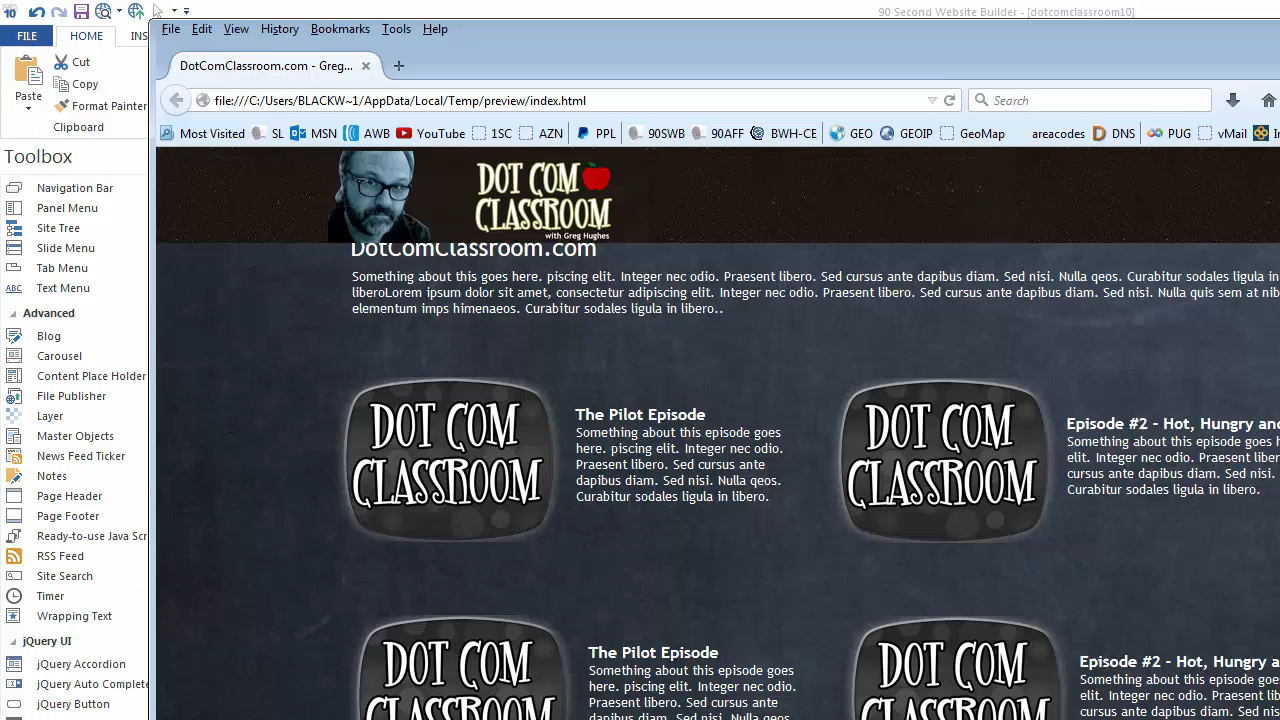 90 Second Website Builder - [dotcomclassroom10]
FILE
HOME
INS
Paste
Cut
Copy
Format Painter
Clipboard
Toolbox
Navigation Bar
Panel Menu
Site Tree
Slide Menu
Tab Menu
ABC Text Menu
Advanced
Blog
Carousel
Content Place Holder
File Publisher
Layer
Master Objects
News Feed Ticker
Notes
Page Header
Page Footer
Ready-to-use Java Scr
RSS Feed
Site Search
Timer
Wrapping Text
jQuery UI
jQuery Accordion
jQuery Auto Complete
jQuery Button
File Edit View History Bookmarks Tools Help
DotComClassroom.com - Greg...
file:///C:/Users/BLACKW~1/AppData/Local/Temp/preview/index.html
Search
Most Visited SL MSN AWB YouTube 1SC AZN PPL 90SWB 90AFF BWH-CE GEO GEOIP GeoMap areacodes DNS PUG vMail
DOT COM
CLASSROOM
with Greg Hughes
DotComClassroom.com
Something about this goes here. piscing elit. Integer nec odio. Praesent libero. Sed cursus ante dapibus diam. Sed nisi. Nulla qeos. Curabitur sodales ligula in
liberoLorem ipsum dolor sit amet, consectetur adipiscing elit. Integer nec odio. Praesent libero. Sed cursus ante dapibus diam. Sed nisi. Nulla quis sem at nib
elementum imps himenaeos. Curabitur sodales ligula in libero..
DOT COM
CLASSROOM
The Pilot Episode
Something about this episode goes
here. piscing elit. Integer nec odio.
Praesent libero. Sed cursus ante
dapibus diam. Sed nisi. Nulla qeos.
Curabitur sodales ligula in libero.
DOT COM
CLASSROOM
Episode #2 - Hot, Hungry and
Something about this episode goes h
elit. Integer nec odio. Praesent libe
cursus ante dapibus diam. Sed nisi.
Curabitur sodales ligula in libero.
DOT COM
CLASSROOM
The Pilot Episode
Something about this episode goes
here. piscing elit. Integer nec odio.
Praesent libero. Sed cursus ante
DOT COM
CLASSROOM
Episode #2 - Hot, Hungry a
Something about this episode goes
elit. Integer nec odio. Praesent lib
cursus ante dapibus diam. Sed nisi